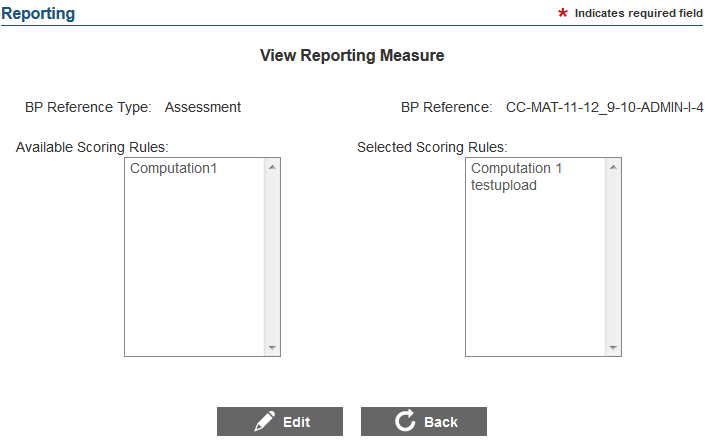 Reporting
* Indicates required field
View Reporting Measure
BP Reference Type: Assessment
BP Reference: CC-MAT-11-12_9-10-ADMIN-I-4
Available Scoring Rules:
Selected Scoring Rules:
Computation1
Computation 1
testupload
Edit
Back